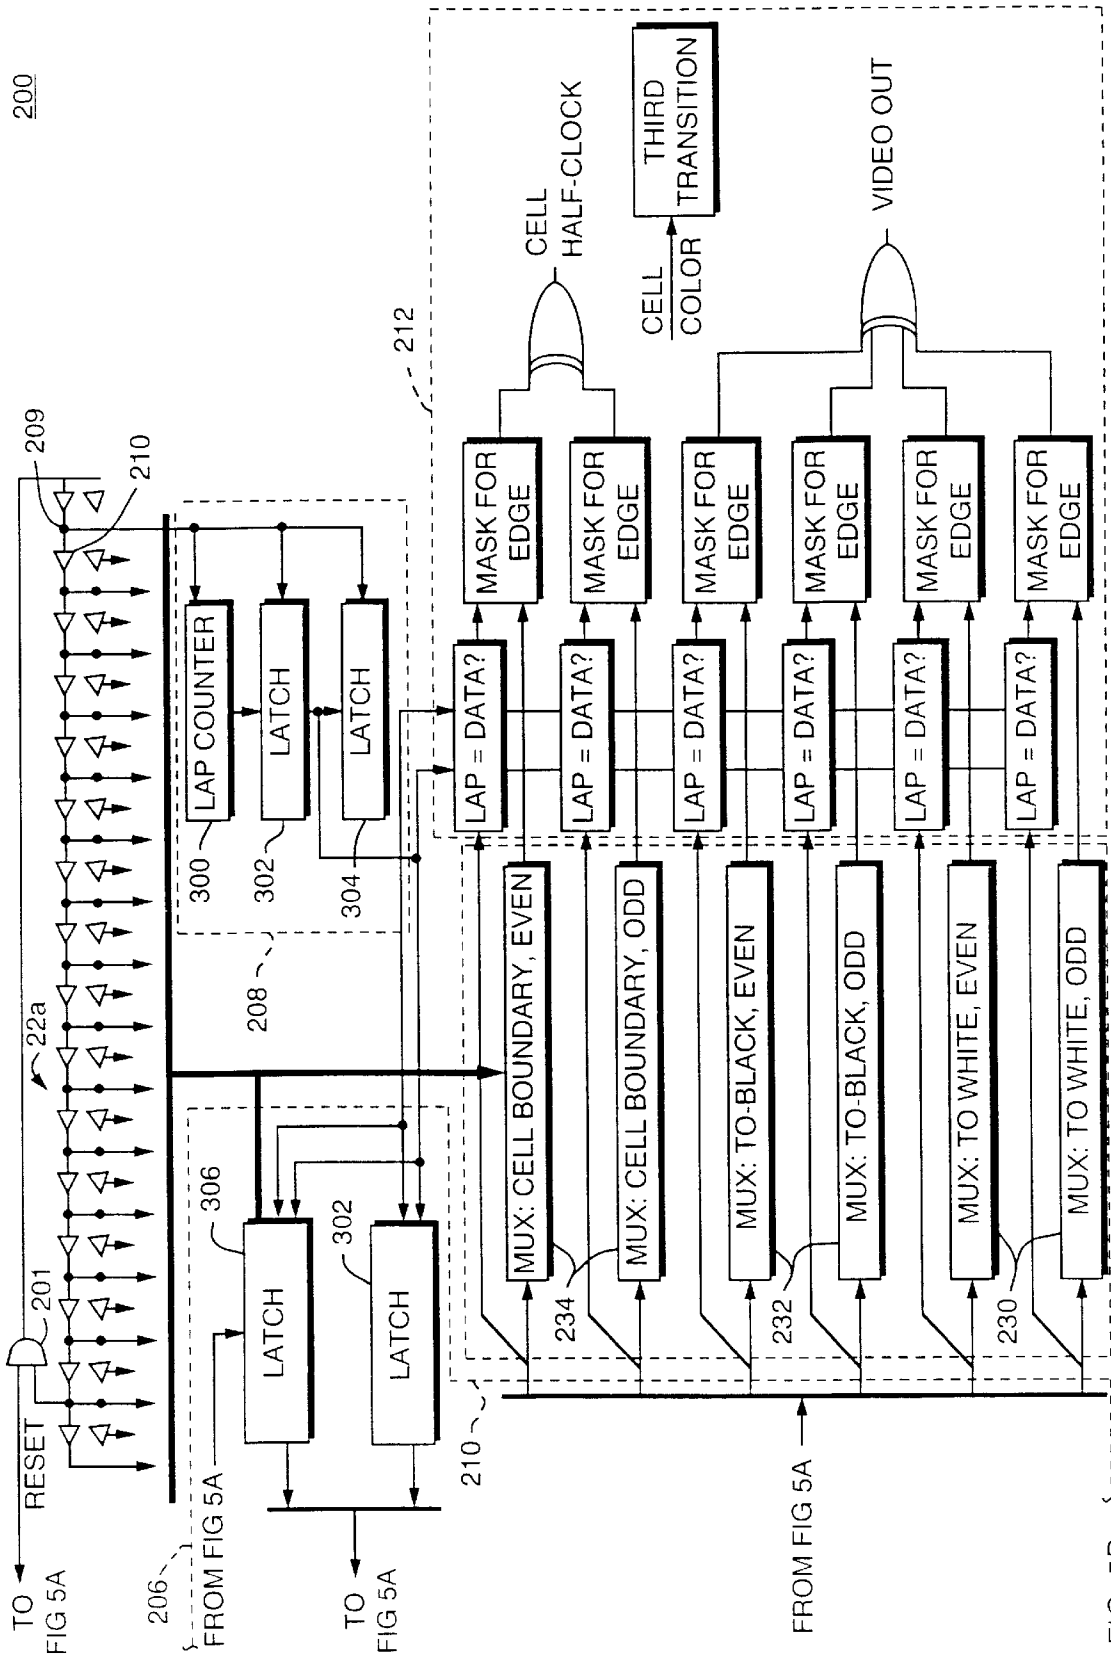 200
TO
FIG 5A
RESET
201
22a
209
210
206
FROM FIG 5A
LATCH
306
LATCH
302
TO
FIG 5A
208
300
LAP COUNTER
302
LATCH
304
LATCH
212
210
FROM FIG 5A
234
MUX: CELL BOUNDARY, EVEN
LAP = DATA?
MASK FOR
EDGE
MUX: CELL BOUNDARY, ODD
LAP = DATA?
MASK FOR
EDGE
CELL
HALF-CLOCK
232
MUX: TO-BLACK, EVEN
LAP = DATA?
MASK FOR
EDGE
CELL
COLOR
THIRD
TRANSITION
MUX: TO-BLACK, ODD
LAP = DATA?
MASK FOR
EDGE
VIDEO OUT
230
MUX: TO WHITE, EVEN
LAP = DATA?
MASK FOR
EDGE
MUX: TO WHITE, ODD
LAP = DATA?
MASK FOR
EDGE